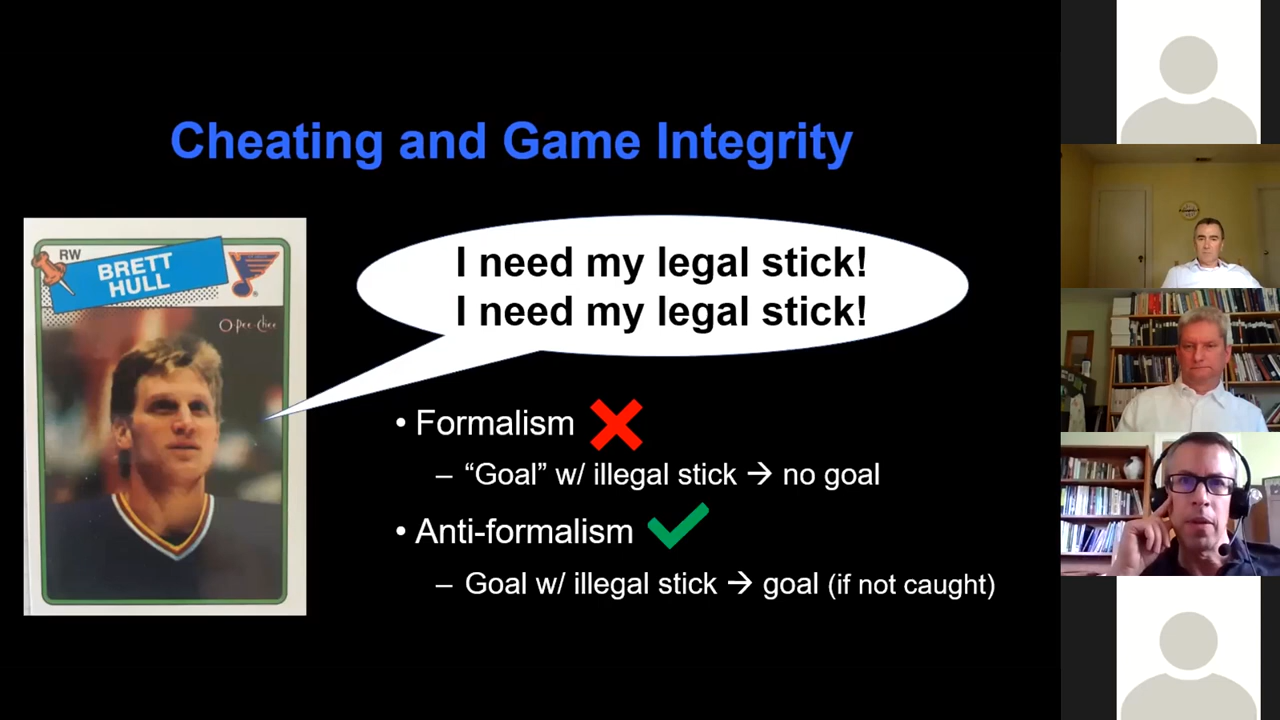 Cheating and Game Integrity
RW
BRETT
HULL
O-Pee-Chee
I need my legal stick!
I need my legal stick!
• Formalism
– “Goal” w/ illegal stick → no goal
• Anti-formalism
– Goal w/ illegal stick → goal (if not caught)